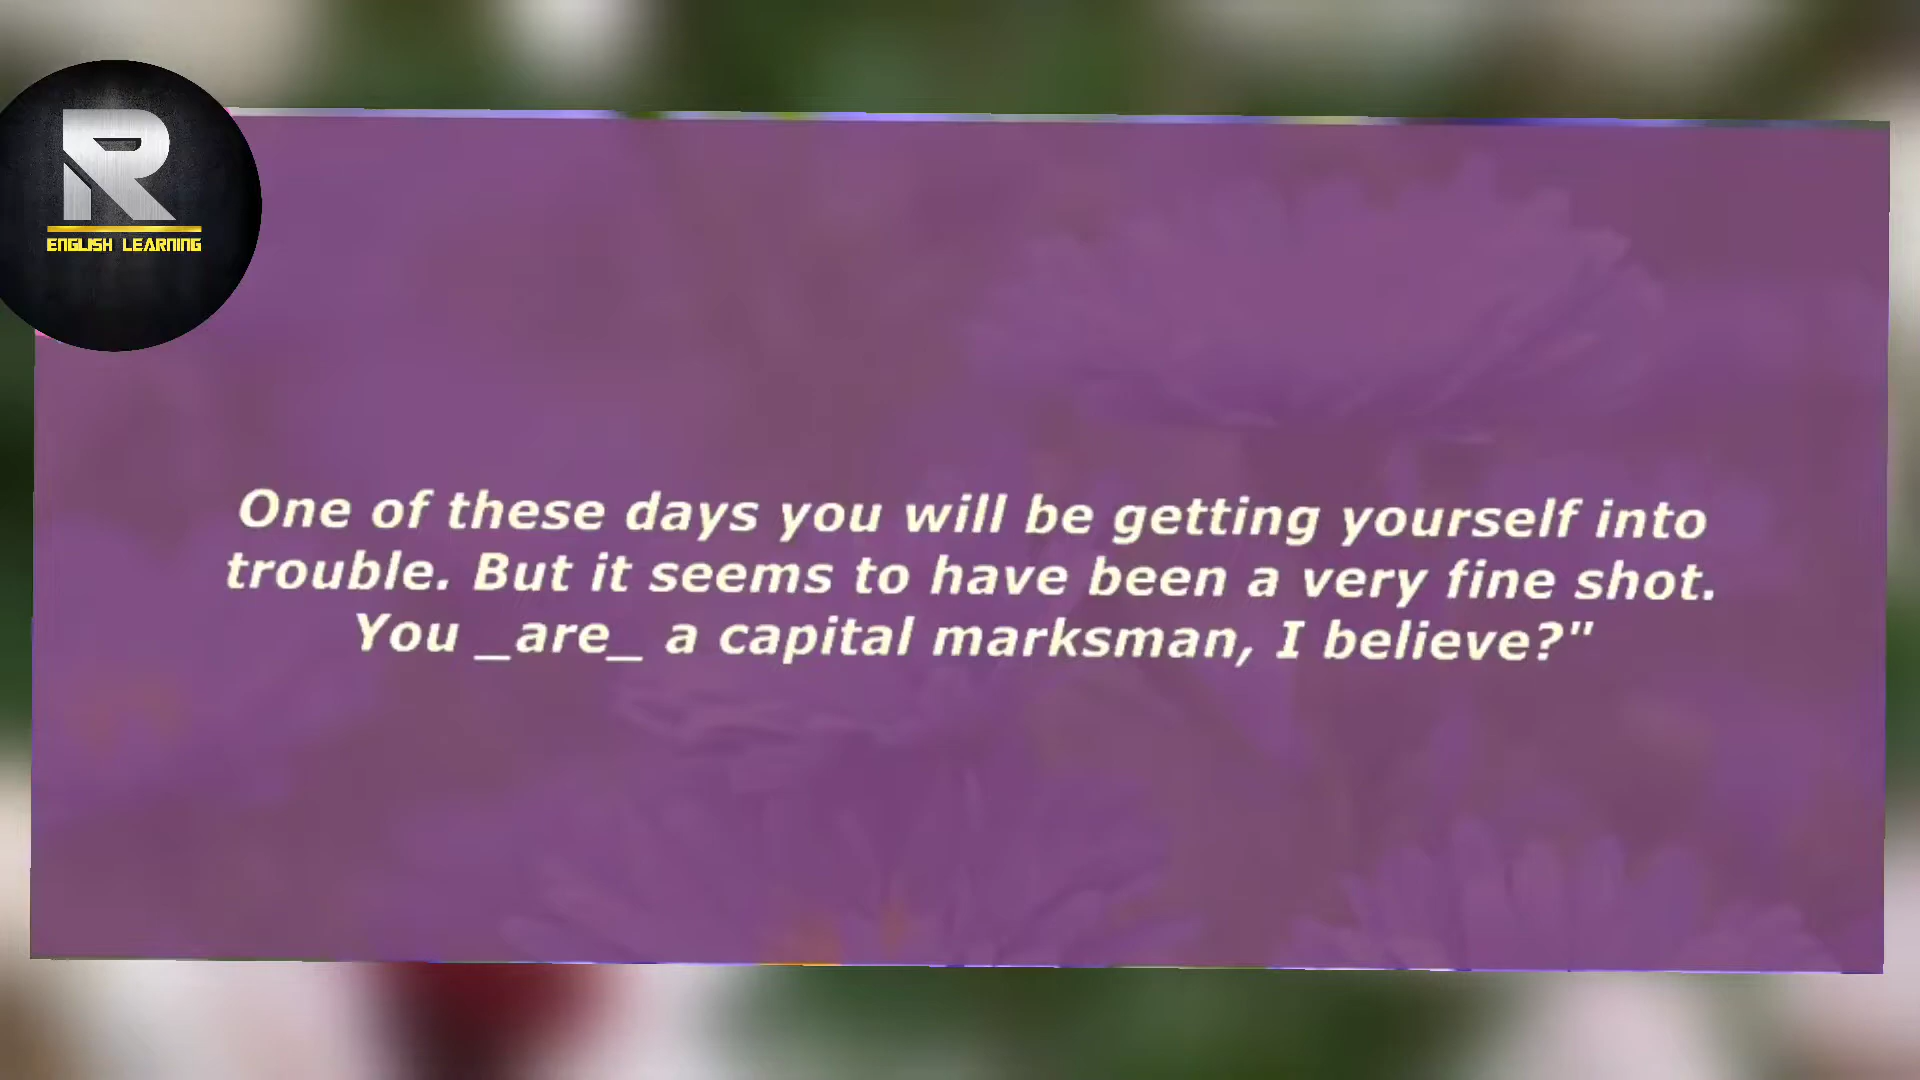 R
ENGLISH LEARNING
One of these days you will be getting yourself into
trouble. But it seems to have been a very fine shot.
You _are_ a capital marksman, I believe?"